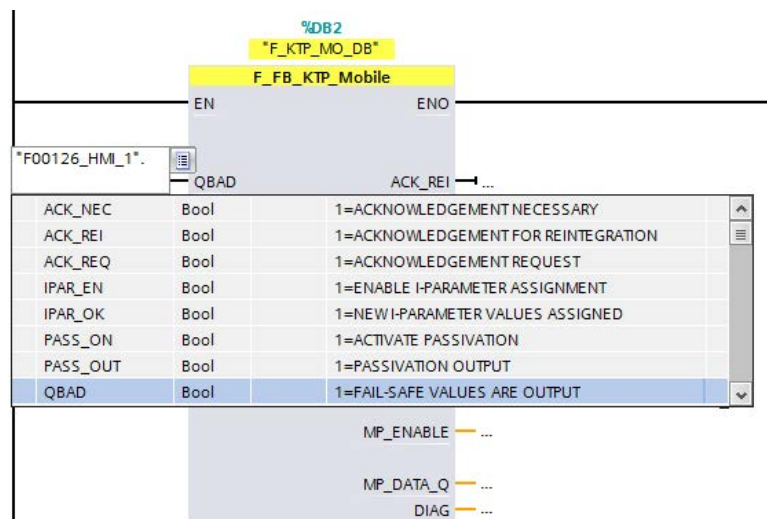 %DB2
"F_KTP_MO_DB"
F_FB_KTP_Mobile
EN ENO
"F00126_HMI_1".
QBAD ACK_REI ...
ACK_NEC Bool 1=ACKNOWLEDGEMENT NECESSARY
ACK_REI Bool 1=ACKNOWLEDGEMENT FOR REINTEGRATION
ACK_REQ Bool 1=ACKNOWLEDGEMENT REQUEST
IPAR_EN Bool 1=ENABLE I-PARAMETER ASSIGNMENT
IPAR_OK Bool 1=NEW I-PARAMETER VALUES ASSIGNED
PASS_ON Bool 1=ACTIVATE PASSIVATION
PASS_OUT Bool 1=PASSIVATION OUTPUT
QBAD Bool 1=FAIL-SAFE VALUES ARE OUTPUT
MP_ENABLE ...
MP_DATA_Q ...
DIAG ...